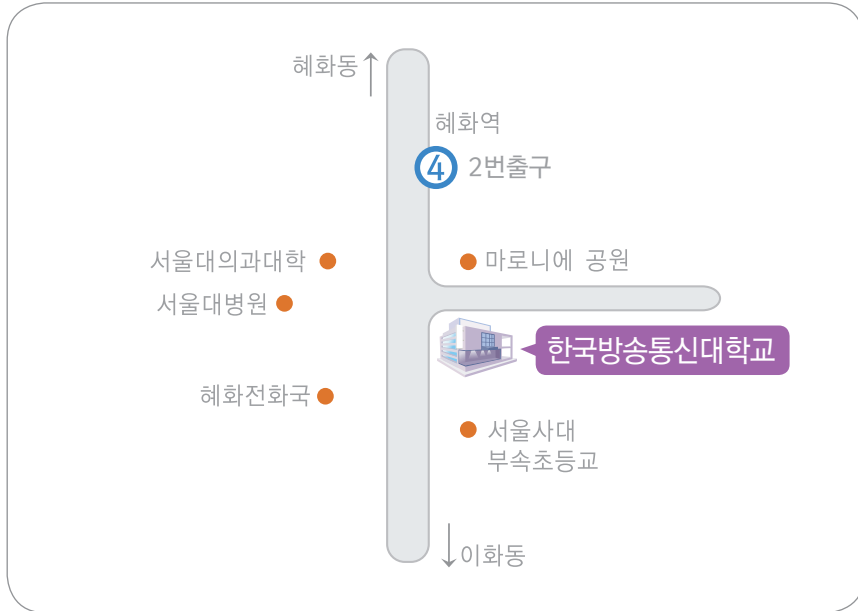 혜화동
혜화역
4 2번출구
서울대의과대학
마로니에 공원
서울대병원
한국방송통신대학교
혜화전화국
서울사대
부속초등교
이화동